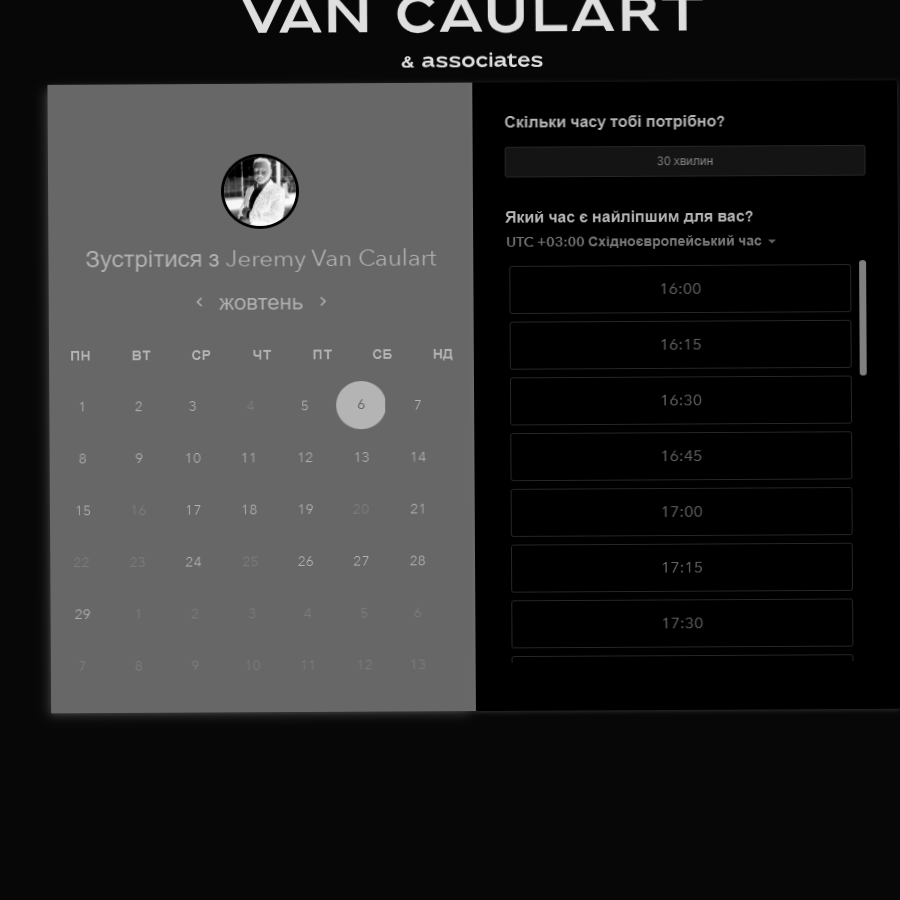 VAN CAULART
& associates
Зустрітися з Jeremy Van Caulart
жовтень
ПН ВТ СР ЧТ ПТ СБ НД
1 2 3 4 5 6 7
8 9 10 11 12 13 14
15 16 17 18 19 20 21
22 23 24 25 26 27 28
29 1 2 3 4 5 6
7 8 9 10 11 12 13
Скільки часу тобі потрібно?
30 хвилин
Який час є найліпшим для вас?
UTC +03:00 Східноєвропейський час
16:00
16:15
16:30
16:45
17:00
17:15
17:30